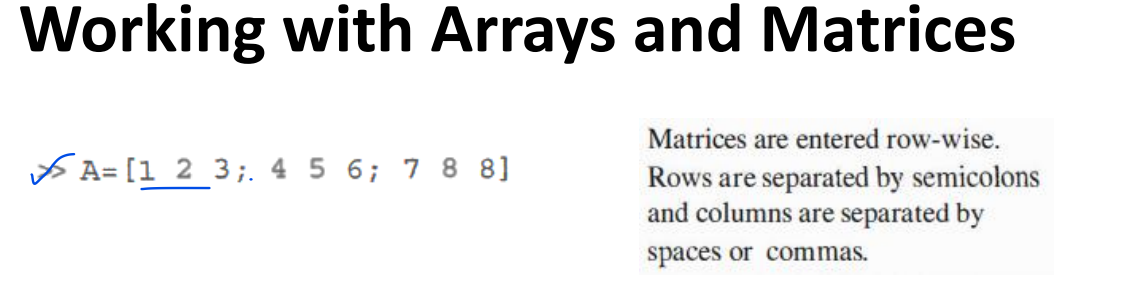 Working with Arrays and Matrices
>> A=[1 2 3; 4 5 6; 7 8 8]
Matrices are entered row-wise.
Rows are separated by semicolons
and columns are separated by
spaces or commas.